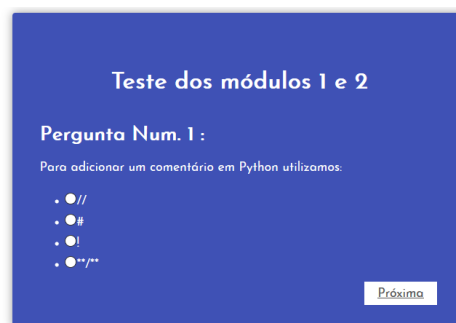 Teste dos módulos 1 e 2
Pergunta Num. 1 :
Para adicionar um comentário em Python utilizamos:
//
#
!
**/**
Próxima